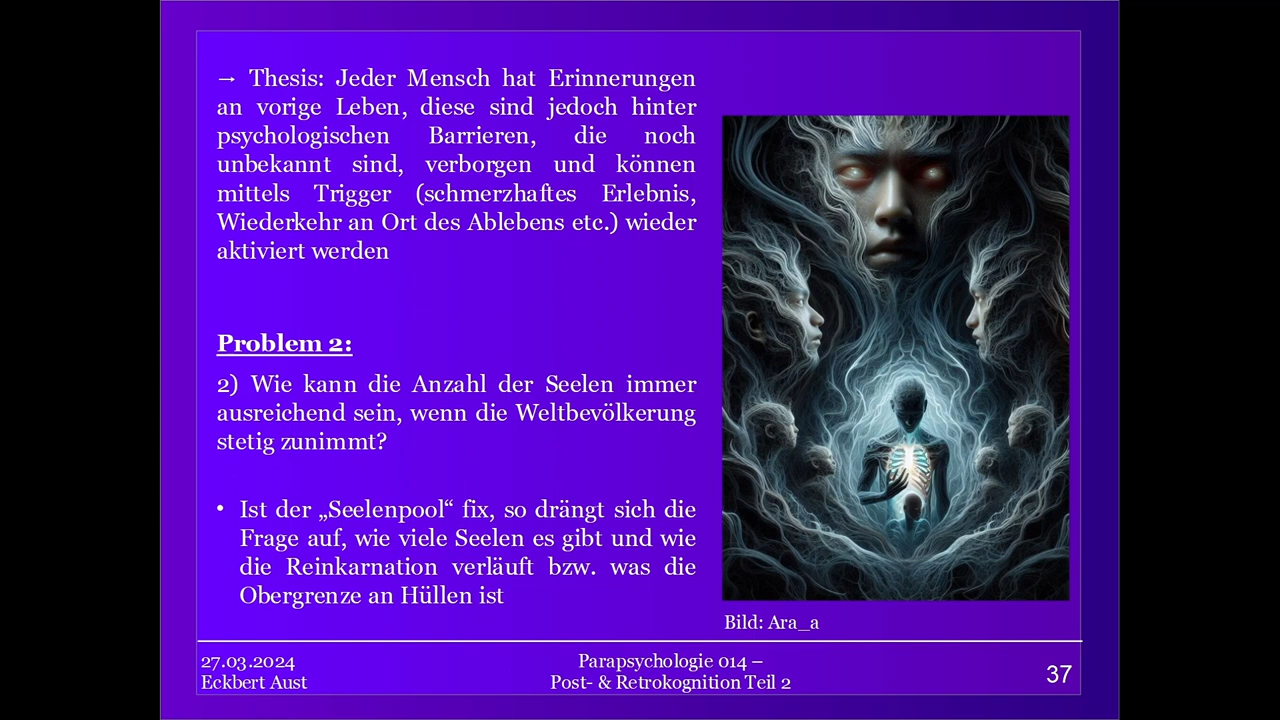 → Thesis: Jeder Mensch hat Erinnerungen
an vorige Leben, diese sind jedoch hinter
psychologischen Barrieren, die noch
unbekannt sind, verborgen und können
mittels Trigger (schmerzhaftes Erlebnis,
Wiederkehr an Ort des Ablebens etc.) wieder
aktiviert werden
Problem 2:
2) Wie kann die Anzahl der Seelen immer
ausreichend sein, wenn die Weltbevölkerung
stetig zunimmt?
• Ist der „Seelenpool“ fix, so drängt sich die
Frage auf, wie viele Seelen es gibt und wie
die Reinkarnation verläuft bzw. was die
Obergrenze an Hüllen ist
Bild: Ara_a
27.03.2024
Eckbert Aust
Parapsychologie 014 –
Post- & Retrokognition Teil 2
37